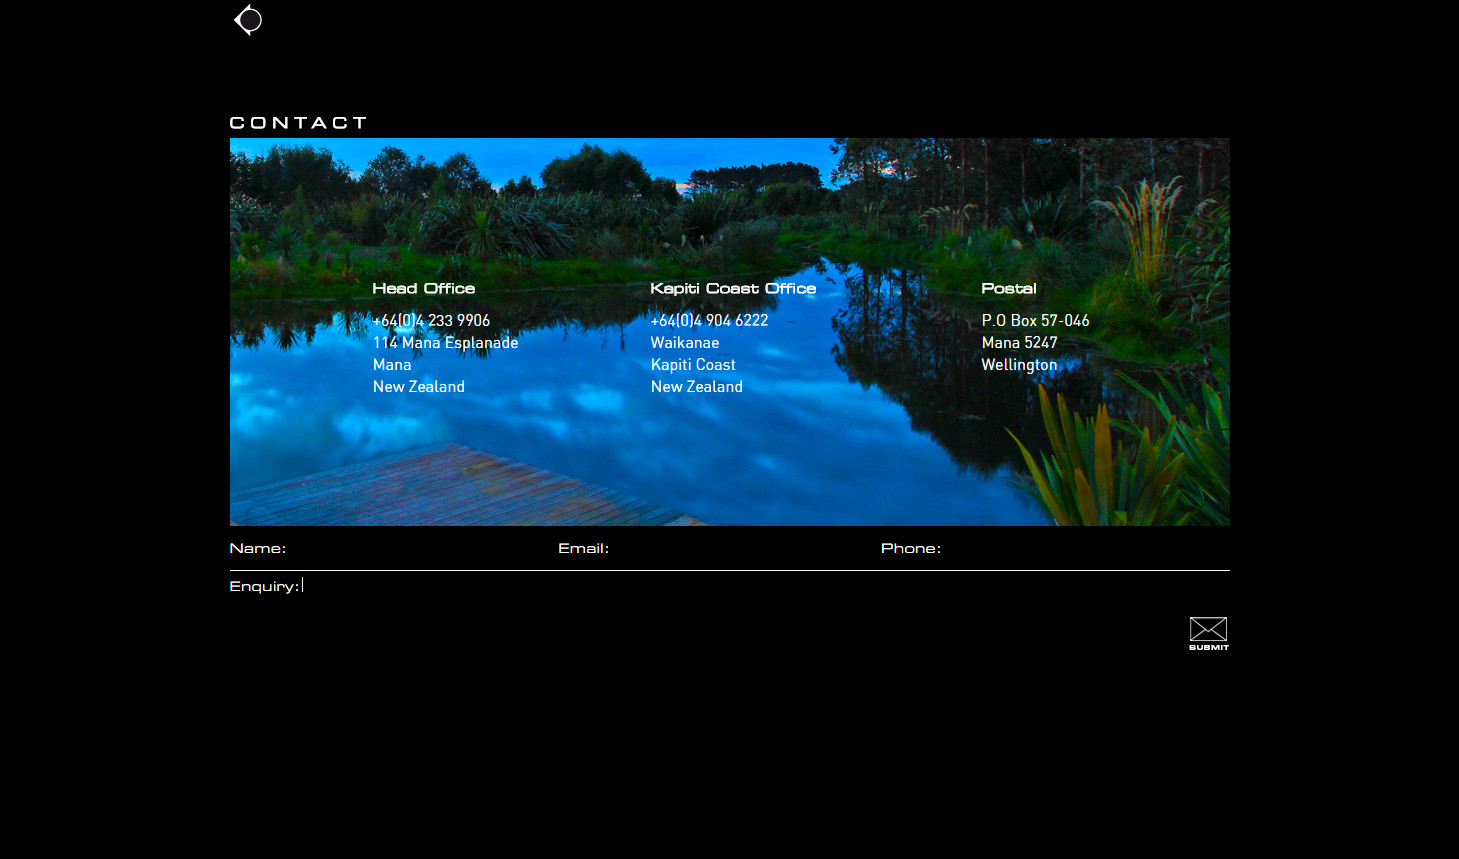 CONTACT
Head Office
+64(0)4 233 9906
114 Mana Esplanade
Mana
New Zealand
Kapiti Coast Office
+64(0)4 904 6222
Waikanae
Kapiti Coast
New Zealand
Postal
P.O Box 57-046
Mana 5247
Wellington
Name: Email: Phone:
Enquiry:
SUBMIT